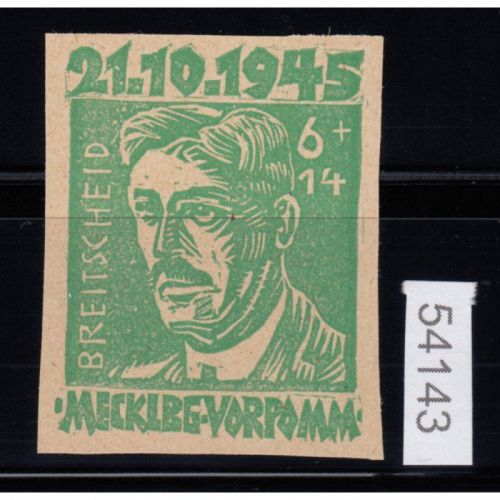 21.10.1945
BREITSCHEID
6+
14
·MECKLBG-VORPOMM·
54143